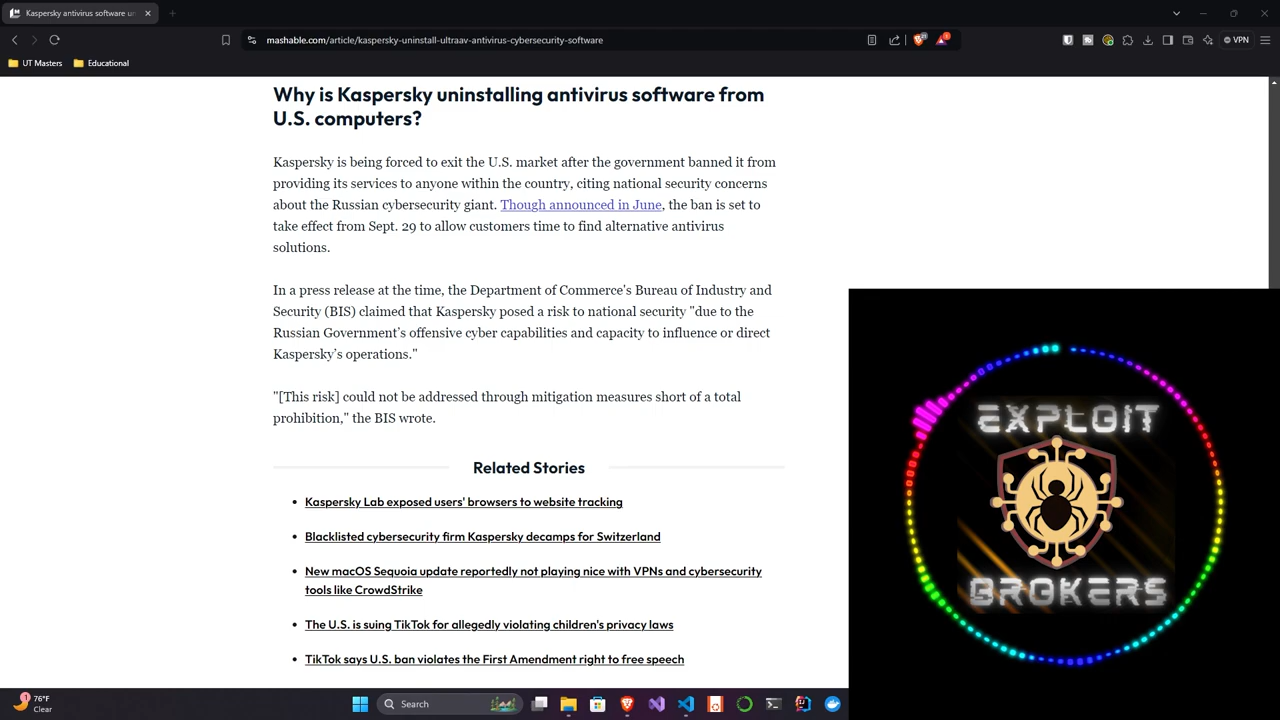 Kaspersky antivirus software un
mashable.com/article/kaspersky-uninstall-ultraav-antivirus-cybersecurity-software
VPN
UT Masters
Educational
Why is Kaspersky uninstalling antivirus software from
U.S. computers?
Kaspersky is being forced to exit the U.S. market after the government banned it from
providing its services to anyone within the country, citing national security concerns
about the Russian cybersecurity giant. Though announced in June, the ban is set to
take effect from Sept. 29 to allow customers time to find alternative antivirus
solutions.
In a press release at the time, the Department of Commerce's Bureau of Industry and
Security (BIS) claimed that Kaspersky posed a risk to national security "due to the
Russian Government’s offensive cyber capabilities and capacity to influence or direct
Kaspersky’s operations."
"[This risk] could not be addressed through mitigation measures short of a total
prohibition," the BIS wrote.
Related Stories
• Kaspersky Lab exposed users' browsers to website tracking
• Blacklisted cybersecurity firm Kaspersky decamps for Switzerland
• New macOS Sequoia update reportedly not playing nice with VPNs and cybersecurity
tools like CrowdStrike
• The U.S. is suing TikTok for allegedly violating children's privacy laws
• TikTok says U.S. ban violates the First Amendment right to free speech
EXPLOIT
BROKERS
1
76°F
Clear
Search